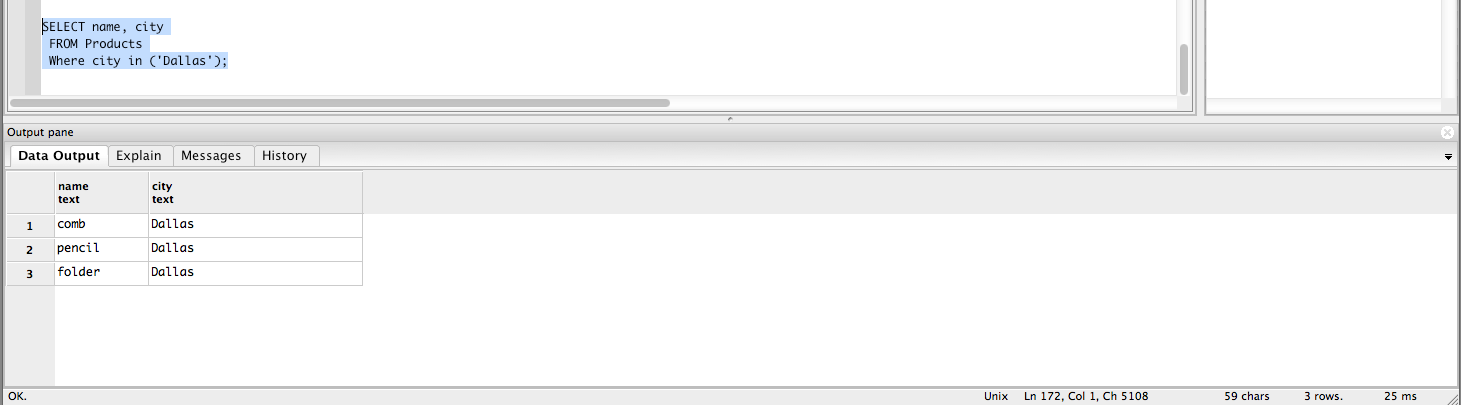 SELECT name, city
FROM Products
Where city in ('Dallas');
Output pane
Data Output Explain Messages History
name city
text text
1 comb Dallas
2 pencil Dallas
3 folder Dallas
OK. Unix Ln 172, Col 1, Ch 5108 59 chars 3 rows. 25 ms